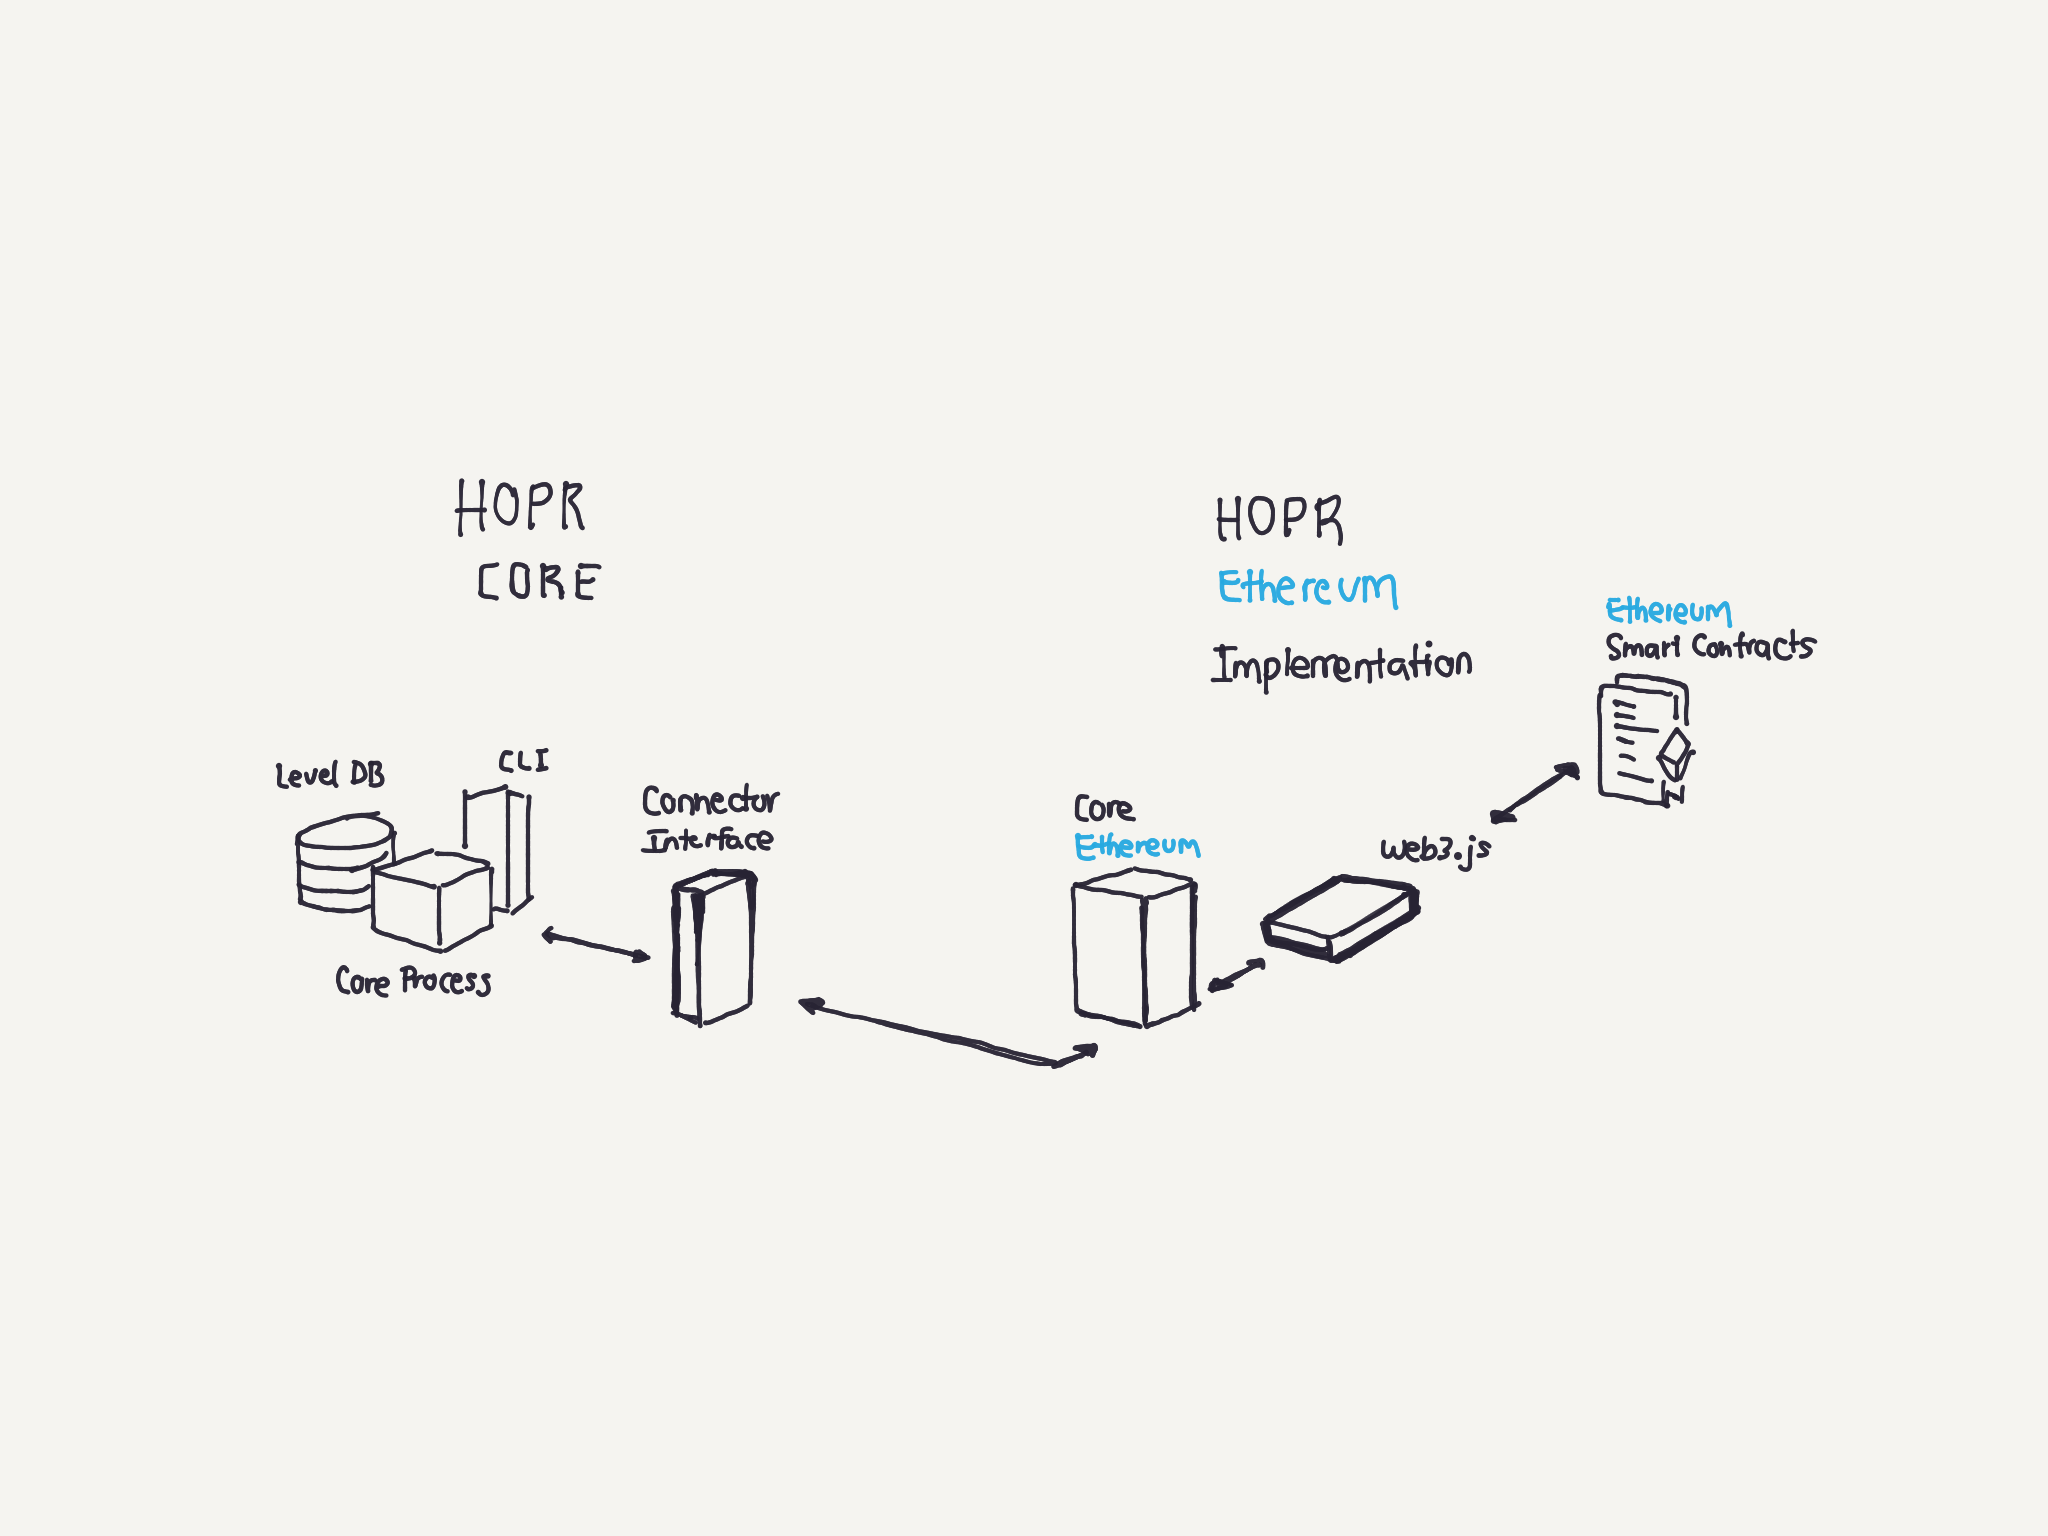 HOPR
CORE
HOPR
Ethereum
Implementation
Ethereum
Smart Contracts
Level DB
CLI
Connector
Interface
Core
Ethereum
Web3.js
Core Process